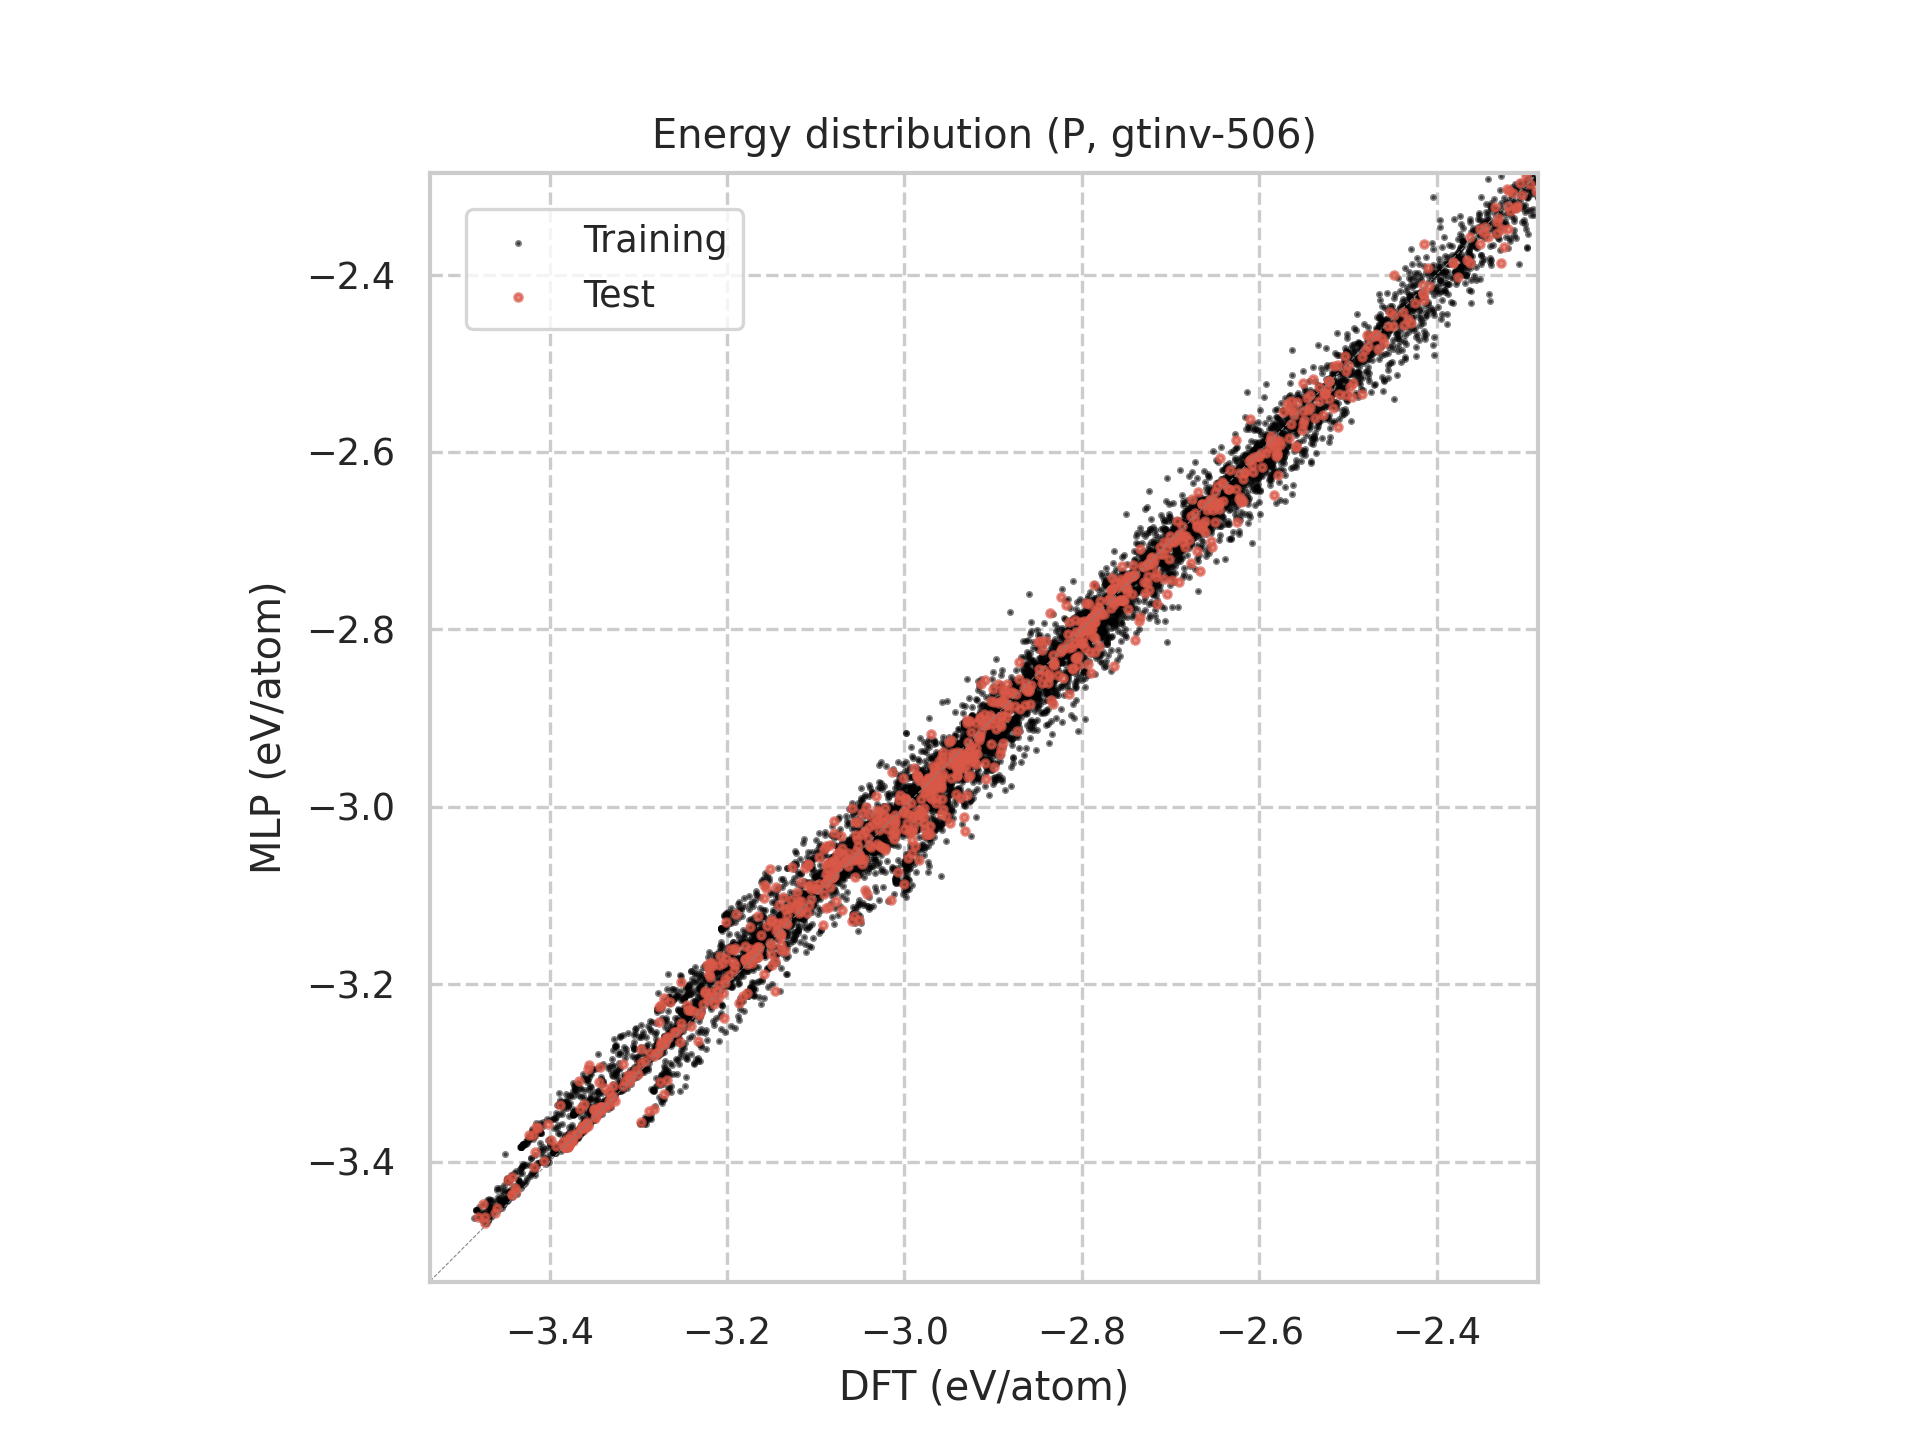 Energy distribution (P, gtinv-506)
Training
Test
−2.4
−2.6
−2.8
−3.0
−3.2
−3.4
MLP (eV/atom)
−3.4 −3.2 −3.0 −2.8 −2.6 −2.4
DFT (eV/atom)